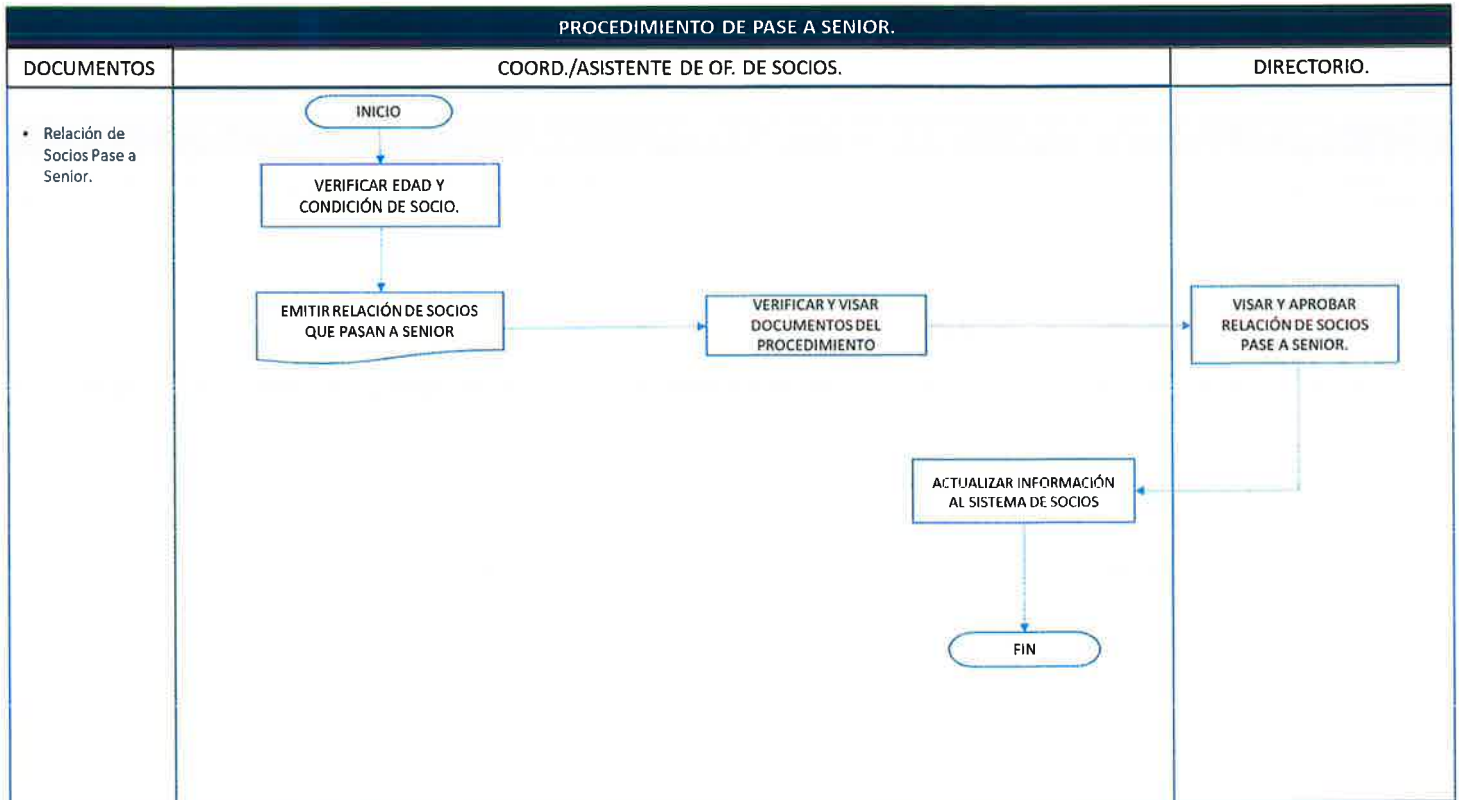 PROCEDIMIENTO DE PASE A SENIOR.
DOCUMENTOS
COORD./ASISTENTE DE OF. DE SOCIOS.
DIRECTORIO.
• Relación de
Socios Pase a
Senior.
INICIO
VERIFICAR EDAD Y
CONDICIÓN DE SOCIO.
EMITIR RELACIÓN DE SOCIOS
QUE PASAN A SENIOR
VERIFICAR Y VISAR
DOCUMENTOS DEL
PROCEDIMIENTO
VISAR Y APROBAR
RELACIÓN DE SOCIOS
PASE A SENIOR.
ACTUALIZAR INFORMACIÓN
AL SISTEMA DE SOCIOS
FIN